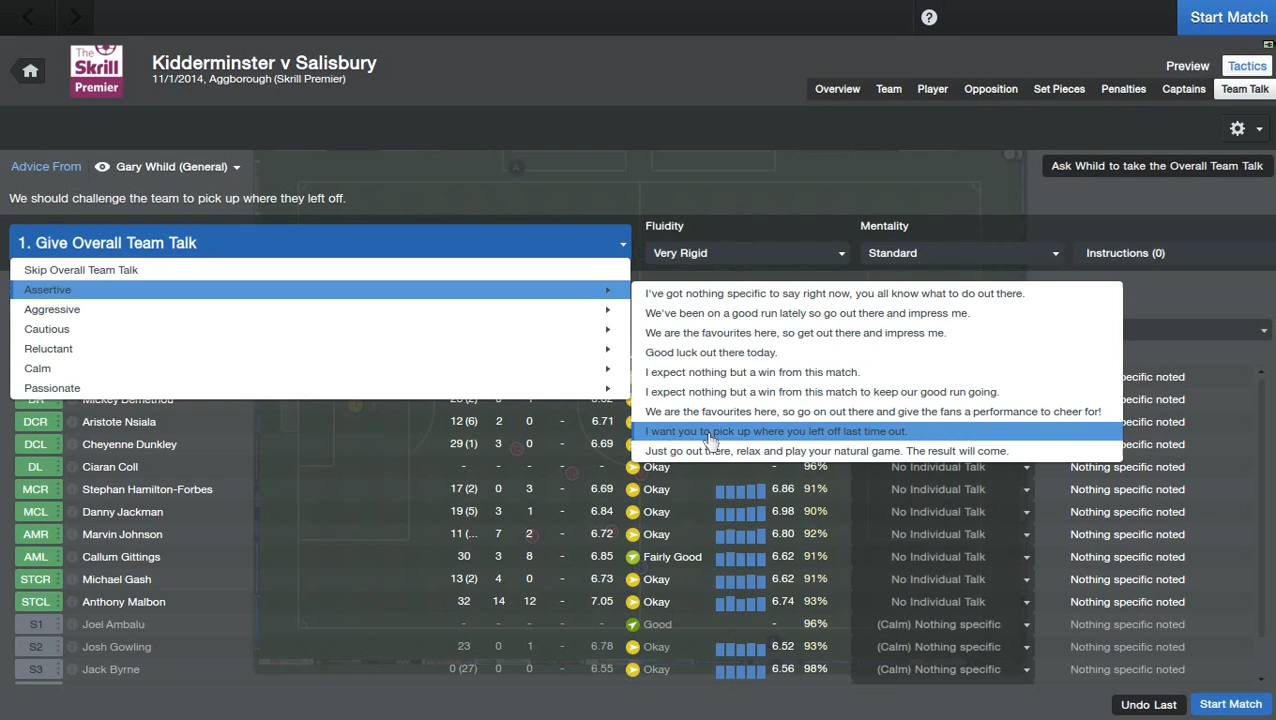 ? Start Match
The Skrill Premier
Kidderminster v Salisbury
11/1/2014, Aggborough (Skrill Premier)
Preview Tactics
Overview Team Player Opposition Set Pieces Penalties Captains Team Talk
Advice From Gary Whild (General) Ask Whild to take the Overall Team Talk
We should challenge the team to pick up where they left off.
1. Give Overall Team Talk
Fluidity Mentality
Very Rigid Standard Instructions (0)
Skip Overall Team Talk
Assertive
Aggressive
Cautious
Reluctant
Calm
Passionate
I've got nothing specific to say right now, you all know what to do out there.
We've been on a good run lately so go out there and impress me.
We are the favourites here, so get out there and impress me.
Good luck out there today.
I expect nothing but a win from this match.
I expect nothing but a win from this match to keep our good run going.
We are the favourites here, so go on out there and give the fans a performance to cheer for!
I want you to pick up where you left off last time out.
Just go out there, relax and play your natural game. The result will come.
ecific noted
ecific noted
ecific noted
ecific noted
DCR Aristote Nsiala 12 (6) 2 0 - 6.71
DCL Cheyenne Dunkley 29 (1) 3 0 - 6.69
DL Ciaran Coll - - - - - Okay - 96% No Individual Talk Nothing specific noted
MCR Stephan Hamilton-Forbes 17 (2) 0 3 - 6.69 Okay 6.86 91% No Individual Talk Nothing specific noted
MCL Danny Jackman 19 (5) 3 1 - 6.84 Okay 6.98 90% No Individual Talk Nothing specific noted
AMR Marvin Johnson 11 (... 7 2 - 6.72 Okay 6.80 92% No Individual Talk Nothing specific noted
AML Callum Gittings 30 3 8 - 6.85 Fairly Good 6.62 91% No Individual Talk Nothing specific noted
STCR Michael Gash 13 (2) 4 0 - 6.73 Okay 6.62 91% No Individual Talk Nothing specific noted
STCL Anthony Malbon 32 14 12 - 7.05 Okay 6.74 93% No Individual Talk Nothing specific noted
S1 Joel Ambalu - - - - - Good - 96% (Calm) Nothing specific Nothing specific noted
S2 Josh Gowling 23 0 1 - 6.78 Okay 6.52 93% (Calm) Nothing specific Nothing specific noted
S3 Jack Byrne 0 (27) 0 0 - 6.55 Okay 6.56 98% (Calm) Nothing specific Nothing specific noted
Undo Last Start Match